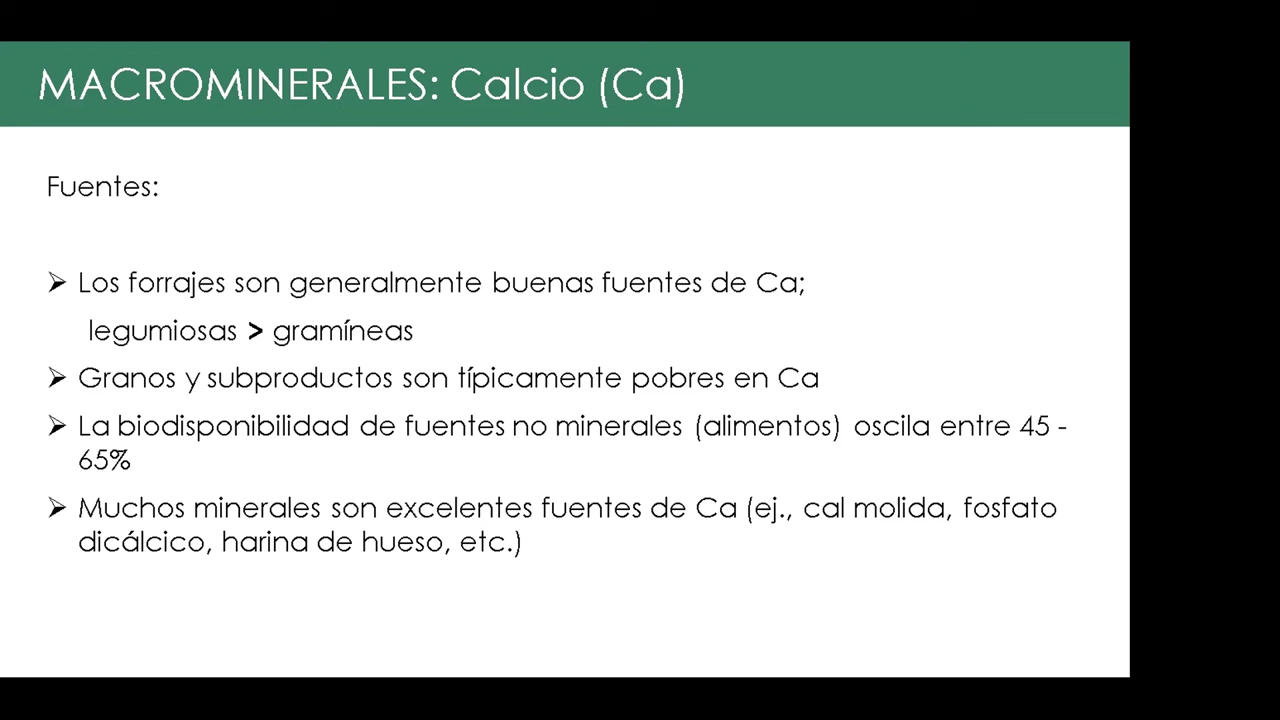 MACROMINERALES: Calcio (Ca)
Fuentes:
➢ Los forrajes son generalmente buenas fuentes de Ca;
legumiosas > gramíneas
➢ Granos y subproductos son típicamente pobres en Ca
➢ La biodisponibilidad de fuentes no minerales (alimentos) oscila entre 45 -
65%
➢ Muchos minerales son excelentes fuentes de Ca (ej., cal molida, fosfato
dicálcico, harina de hueso, etc.)